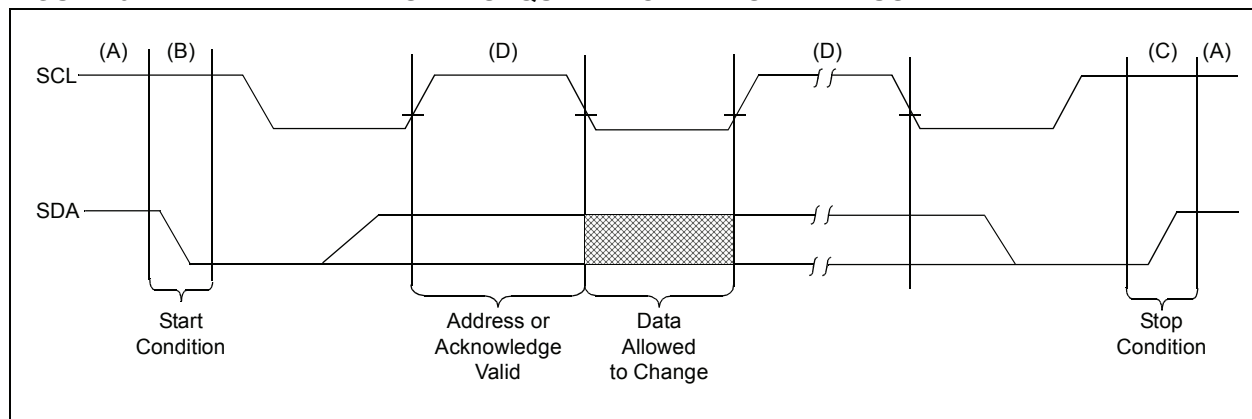 (A) (B) (D) (D) (C) (A)
SCL
SDA
Start
Condition
Address or
Acknowledge
Valid
Data
Allowed
to Change
Stop
Condition